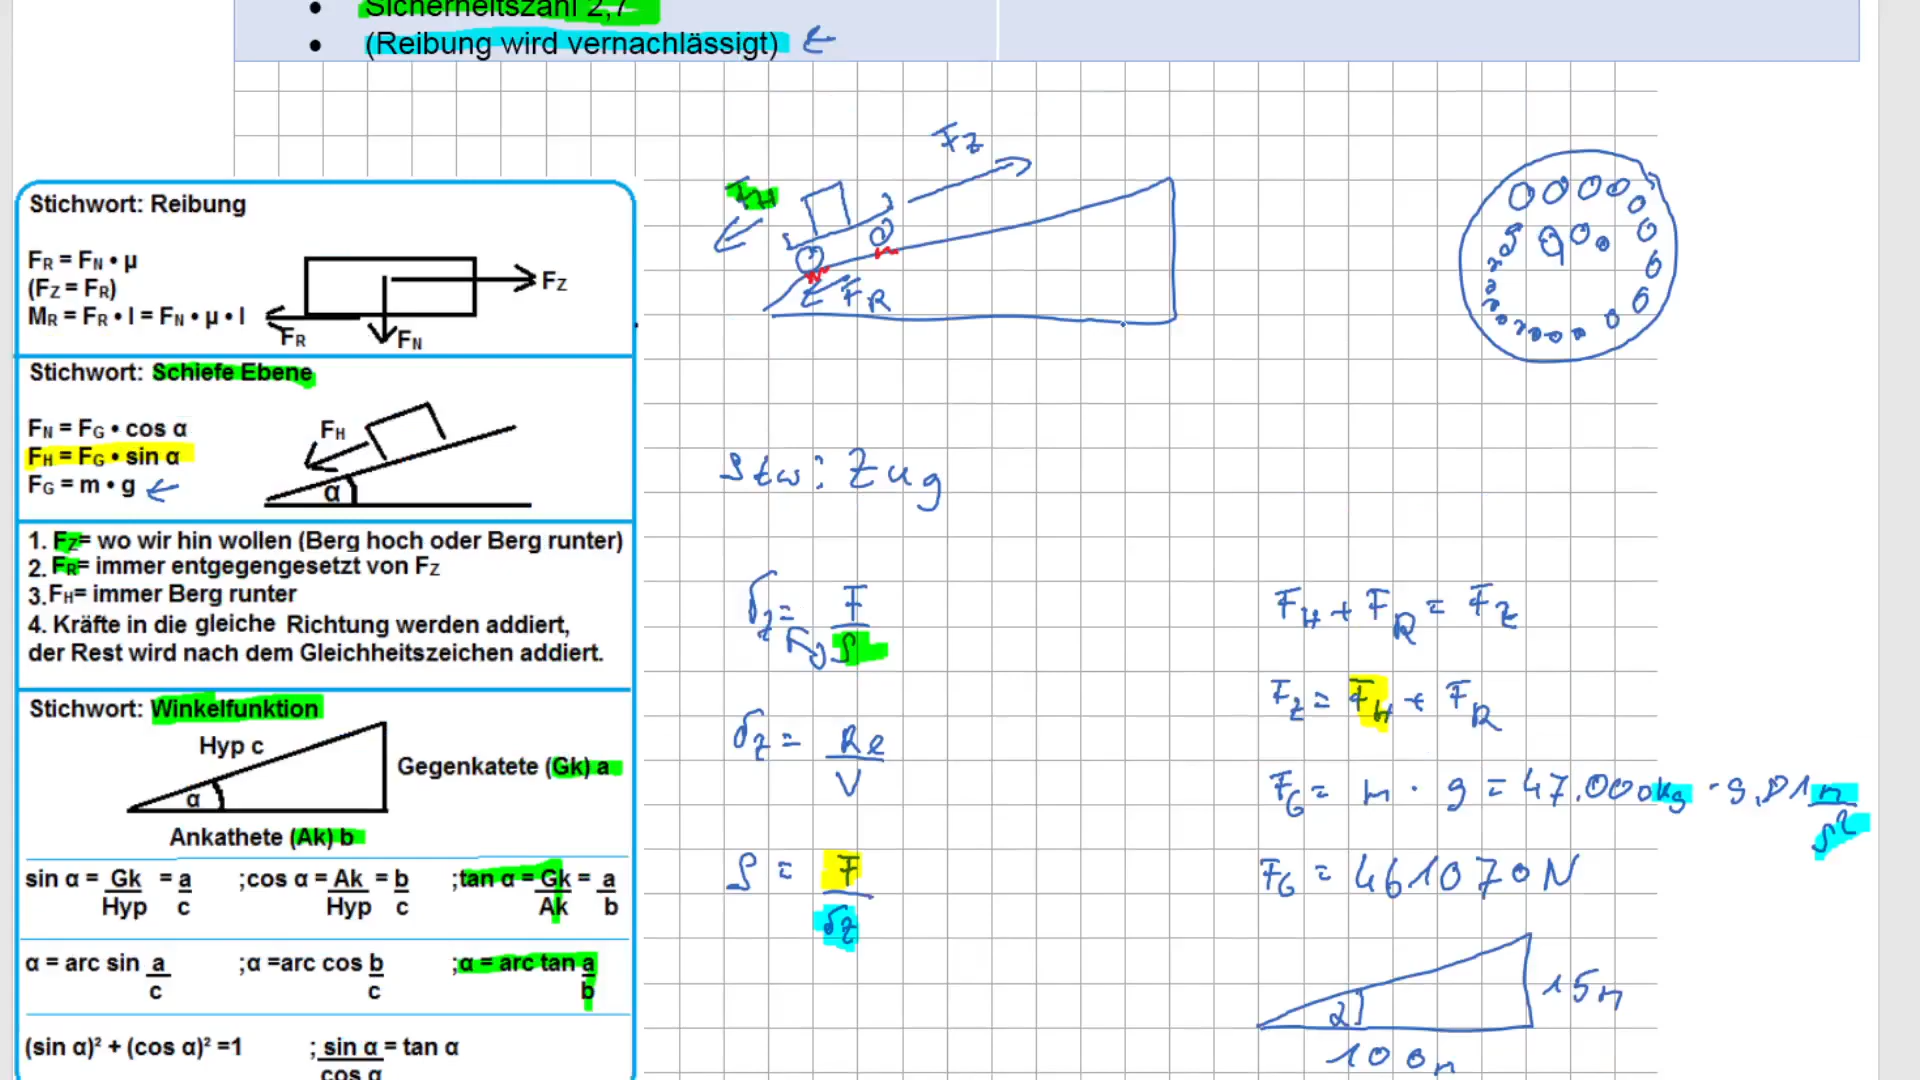 • Sicherheitszahl 2,7
• (Reibung wird vernachlässigt) ←
Stichwort: Reibung
FR = FN • µ
(FZ = FR)
MR = FR • l = FN • µ • l
FZ
FR
FN
Stichwort: Schiefe Ebene
FN = FG • cos α
FH = FG • sin α
FG = m • g ←
FH
α
1. FZ= wo wir hin wollen (Berg hoch oder Berg runter)
2. FR= immer entgegengesetzt von FZ
3. FH= immer Berg runter
4. Kräfte in die gleiche Richtung werden addiert,
der Rest wird nach dem Gleichheitszeichen addiert.
Stichwort: Winkelfunktion
Hyp c
Gegenkatete (Gk) a
α
Ankathete (Ak) b
sin α = Gk/Hyp = a/c ;cos α = Ak/Hyp = b/c ;tan α = Gk/Ak = a/b
α = arc sin a/c ;α =arc cos b/c ;α = arc tan a/b
(sin α)² + (cos α)² =1 ; sin α/cos α = tan α
FZ
FH
FR
Stw: Zug
σz = F/S
σz = Re/ν
S = F/σz
FH + FR = FZ
FZ = FH + FR
FG = m · g = 47.000kg · 9,81 m/s²
FG = 461070N
15m
α
100m